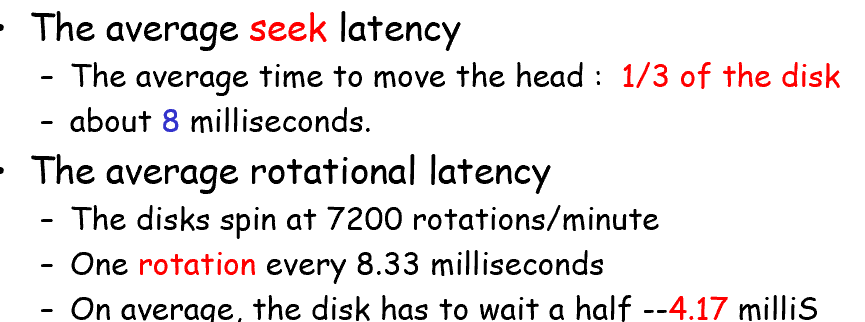 • The average seek latency
– The average time to move the head : 1/3 of the disk
– about 8 milliseconds.
• The average rotational latency
– The disks spin at 7200 rotations/minute
– One rotation every 8.33 milliseconds
– On average, the disk has to wait a half --4.17 milliS